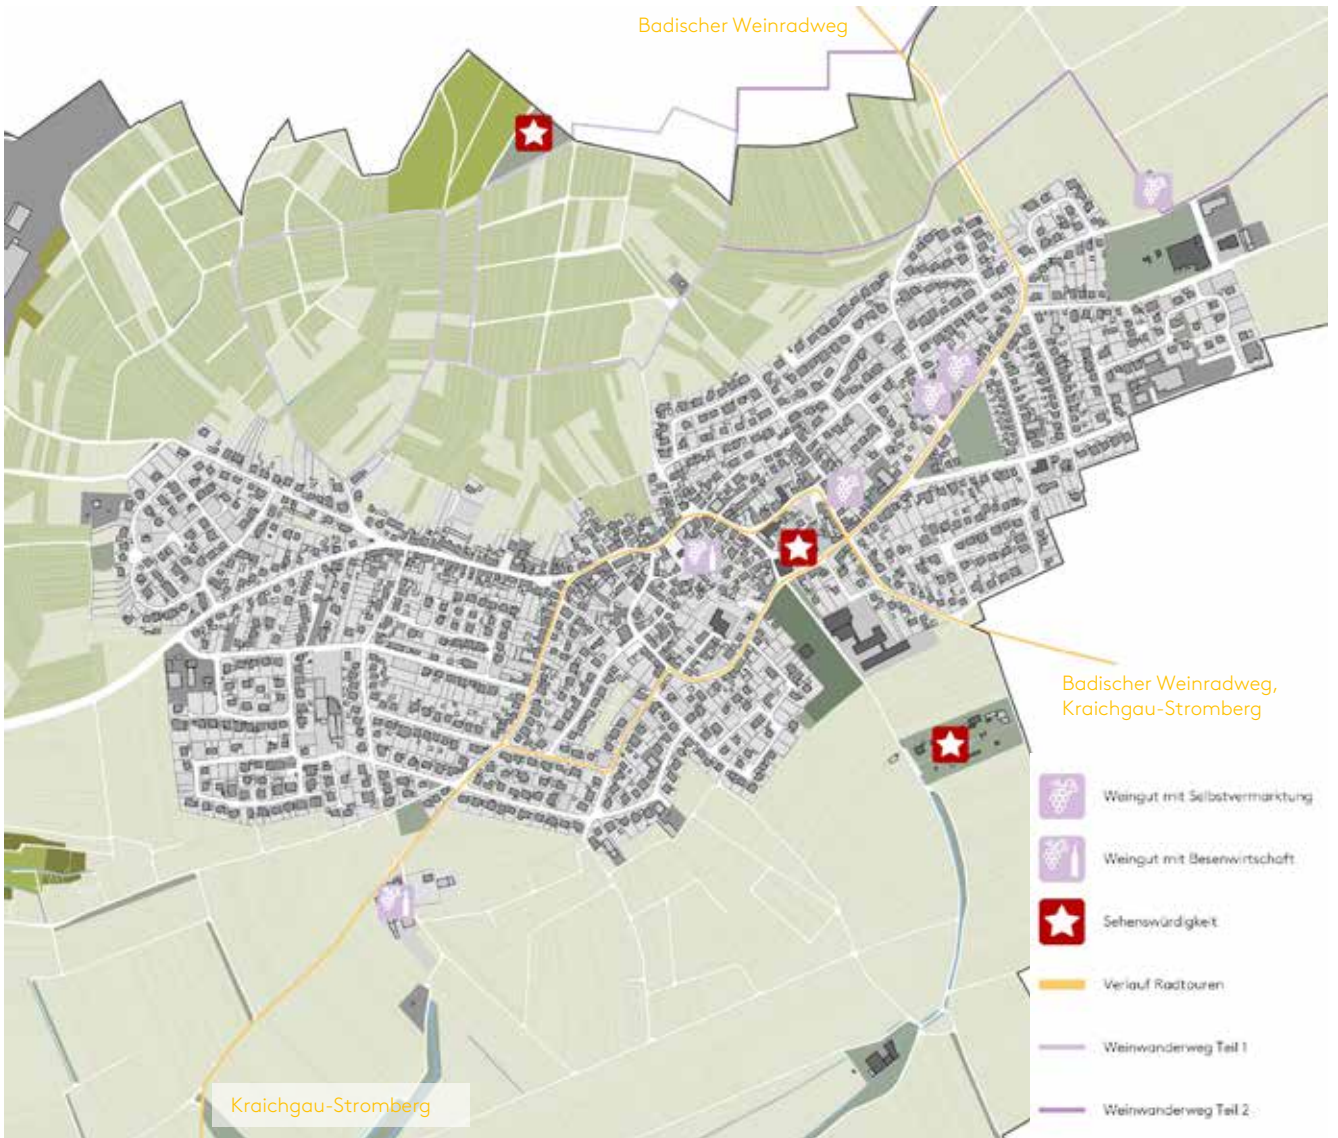 Badischer Weinradweg
Badischer Weinradweg,
Kraichgau-Stromberg
Weingut mit Selbstvermarktung
Weingut mit Besenwirtschaft
Sehenswürdigkeit
Verlauf Radtouren
Weinwanderweg Teil 1
Weinwanderweg Teil 2
Kraichgau-Stromberg